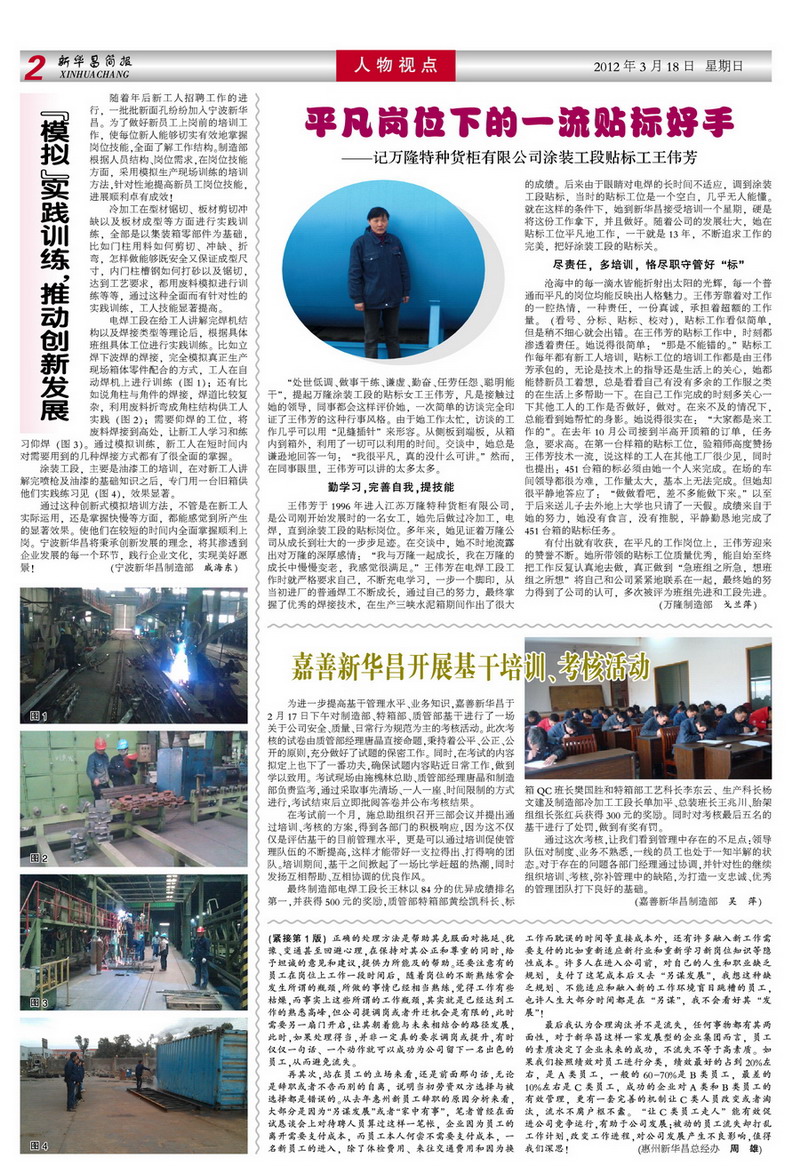 2
新华昌简报
XINHUACHANG
人物视点
2012 年 3 月 18 日  星期日
『模拟』实践训练，推动创新发展
随着年后新工人招聘工作的进
行，一批批新面孔纷纷加入宁波新华
昌。为了做好新员工上岗前的培训工
作，使每位新人能够切实有效地掌握
岗位技能,全面了解工作结构。制造部
根据人员结构、岗位需求,在岗位技能
方面，采用模拟生产现场训练的培训
方法,针对性地提高新员工岗位技能，
进展顺利卓有成效！
冷加工在型材锯切、板材剪切冲
缺以及板材成型等方面进行实践训
练，全部是以集装箱零部件为基础，
比如门柱用料如何剪切、冲缺、折
弯，怎样做能够既安全又保证成型尺
寸，内门柱槽钢如何打砂以及锯切，
达到工艺要求，都用废料模拟进行训
练等等，通过这种全面而有针对性的
实践训练，工人技能显著提高。
电焊工段在给工人讲解完焊机结
构以及焊接类型等理论后，根据具体
班组具体工位进行实践训练。比如立
焊下波焊的焊接，完全模拟真正生产
现场箱体零件配合的方式，工人在自
动焊机上进行训练（图 1）；还有比
如说角柱与角件的焊接，焊道比较复
杂，利用废料折弯成角柱结构供工人
实践（图 2）；需要仰焊的工位，将
废料焊接到高处，让新工人学习和练
习仰焊（图 3）。通过模拟训练，新工人在短时间内
对需要用到的几种焊接方式都有了很全面的掌握。
涂装工段，主要是油漆工的培训，在对新工人讲
解完喷枪及油漆的基础知识之后，专门用一台旧箱供
他们实践练习见（图 4），效果显著。
通过这种创新式模拟培训方法，不管是在新工人
实际运用，还是掌握快慢等方面，都能感觉到所产生
的显著效果。使他们在较短的时间内全面掌握顺利上
岗。宁波新华昌将秉承创新发展的理念，将其渗透到
企业发展的每一个环节，践行企业文化，实现美好愿
景！
（宁波新华昌制造部  戚海东）
图 1
图 2
图 3
图 4
平凡岗位下的一流贴标好手
——记万隆特种货柜有限公司涂装工段贴标工王伟芳
“处世低调、做事干练、谦虚、勤奋、任劳任怨、聪明能
干”，提起万隆涂装工段的贴标女工王伟芳，凡是接触过
她的领导，同事都会这样评价她，一次简单的访谈完全印
证了王伟芳的这种行事风格。由于她工作太忙，访谈的工
作几乎可以用“见缝插针”来形容。从侧板到端板，从箱
内到箱外，利用了一切可以利用的时间。交谈中，她总是
谦逊地回答一句：“我很平凡，真的没什么可讲。”然而，
在同事眼里，王伟芳可以讲的太多太多。
勤学习,完善自我,提技能
王伟芳于 1996 年进入江苏万隆特种货柜有限公司，
是公司刚开始发展时的一名女工，她先后做过冷加工，电
焊，直到涂装工段的贴标岗位。多年来，她见证着万隆公
司从成长到壮大的一步步足迹。在交谈中，她不时地流露
出对万隆的深厚感情：“我与万隆一起成长，我在万隆的
成长中慢慢变老，我感觉很满足。”王伟芳在电焊工段工
作时就严格要求自己，不断充电学习，一步一个脚印，从
当初进厂的普通焊工不断成长，通过自己的努力，最终掌
握了优秀的焊接技术，在生产三峡水泥箱期间作出了很大
的成绩。后来由于眼睛对电焊的长时间不适应，调到涂装
工段贴标，当时的贴标工位是一个空白，几乎无人能懂。
就在这样的条件下，她到新华昌接受培训一个星期，硬是
将这份工作拿下，并且做好。随着公司的发展壮大，她在
贴标工位平凡地工作，一干就是 13 年，不断追求工作的
完美，把好涂装工段的贴标关。
尽责任，多培训，恪尽职守管好“标”
沧海中的每一滴水皆能折射出太阳的光辉，每一个普
通而平凡的岗位均能反映出人格魅力。王伟芳靠着对工作
的一腔热情，一种责任，一份真诚，承担着超额的工作
量。（看号、分标、贴标、校对），贴标工作看似简单，
但是稍不细心就会出错。在王伟芳的贴标工作中，时刻都
渗透着责任。她说得很简单：“那是不能错的。”贴标工
作每年都有新工人培训，贴标工位的培训工作都是由王伟
芳承包的，无论是技术上的指导还是生活上的关心，她都
能替新员工着想，总是看看自己有没有多余的工作服之类
的在生活上多帮助一下。在自己工作完成的时刻多关心一
下其他工人的工作是否做好，做对。在来不及的情况下，
总能看到她帮忙的身影。她说得很实在：“大家都是来工
作的”。在去年 10 月公司接到半高开顶箱的订单，任务
急，要求高。在第一台样箱的贴标工位，验箱师高度赞扬
王伟芳技术一流，说这样的工人在其他工厂很少见，同时
也提出：451 台箱的标必须由她一个人来完成。在场的车
间领导都很为难，工作量太大，基本上无法完成。但她却
很平静地答应了：“做做看吧，差不多能做下来。”以至
于后来送儿子去外地上大学也只请了一天假。成绩来自于
她的努力，她没有食言，没有推脱，平静勤恳地完成了
451 台箱的贴标任务。
有付出就有收获，在平凡的工作岗位上，王伟芳迎来
的赞誉不断。她所带领的贴标工位质量优秀，能自始至终
把工作反复认真地去做，真正做到“急班组之所急，想班
组之所想”将自己和公司紧紧地联系在一起，最终她的努
力得到了公司的认可，多次被评为班组先进和工段先进。
（万隆制造部  戈兰萍）
嘉善新华昌开展基干培训、考核活动
为进一步提高基干管理水平、业务知识,嘉善新华昌于
2 月 17 日下午对制造部、特箱部、质管部基干进行了一场
关于公司安全、质量、日常行为规范为主的考核活动。此次考
核的试卷由质管部经理唐晶直接命题,秉持着公平、公正、公
开的原则,充分做好了试题的保密工作。同时,在考试的内容
拟定上也下了一番功夫,确保试题内容贴近日常工作,做到
学以致用。考试现场由施槐林总助、质管部经理唐晶和制造
部负责监考,通过采取事先清场、一人一座、时间限制的方式
进行,考试结束后立即批阅答卷并公布考核结果。
在考试前一个月，施总助组织召开三部会议并提出通
过培训、考核的方案,得到各部门的积极响应,因为这不仅
仅是评估基干的目前管理水平，更是可以通过培训促使管
理队伍的不断提高,这样才能带好一支拉得出、打得响的团
队。培训期间,基干之间掀起了一场比学赶超的热潮,同时
发扬互相帮助、互相协调的优良作风。
最终制造部电焊工段长王林以 84 分的优异成绩排名
第一,并获得 500 元的奖励,质管部特箱部黄绘凯科长、标
箱 QC 班长樊国胜和特箱部工艺科长李东云、生产科长杨
文建及制造部冷加工工段长单加平、总装班长王兆川、胎架
组组长张红兵获得 300 元的奖励。同时对考核最后五名的
基干进行了处罚,做到有奖有罚。
通过这次考核,让我们看到管理中存在的不足点:领导
队伍对制度、业务不熟悉,一线的员工也处于一知半解的状
态。对于存在的问题各部门经理通过协调,并针对性的继续
组织培训、考核,弥补管理中的缺陷,为打造一支忠诚、优秀
的管理团队打下良好的基础。
（嘉善新华昌制造部  吴  萍）
（紧接第 1 版）正确的处理方法是帮助其克服面对拖延、犹
豫、交通甚至回避心理,在保持对其公正和尊重的同时,给
予坦诚的意见和建议,提供力所能及的帮助。还要注意有的
员工在岗位上工作一段时间后，随着岗位的不断熟练常会
发生所谓的瓶颈,所做的事情已经相当熟练,觉得工作有些
枯燥,而事实上这些所谓的工作瓶颈,其实就是已经达到工
作的熟悉高峰,但公司提调岗或者升迁机会是有限的,此时
需要另一扇门开启,让其朝着能与未来相结合的路径发展，
此时,如果处理得当,并非一定真的要求调岗或提升,有时
仅仅一句话、一个动作就可以成功为公司留下一名出色的
员工,从而避免流失。
再其次,站在员工的立场来看,还是前面那句话,无论
是辞职或者不告而别的自离，说明当初劳资双方选择与被
选择都是错误的。从去年惠州新员工辞职的原因分析来看，
大部分是因为“另谋发展”或者“家中有事”，笔者曾经在面
试恳谈会上对待聘人员算过这样一笔帐，企业因为员工的
离开需要支付成本，而员工本人何尝不需要支付成本，一
名新员工的进入，除了体检费用、来往交通费用和因为换
工作而耽误的时间等直接成本外，还有许多融入新工作需
要支付的比如重新适应新行业和重新学习新岗位知识等隐
性成本。许多人在进入公司前，对自己的人生和职业缺乏
规划，支付了这笔成本后又去“另谋发展”，我想这种缺
乏规划、不能适应和融入新的工作环境盲目跳槽的员工，
也许人生大部分时间都是在“另谋”，我不会看好其“发
展”！
最后我认为合理淘汰并不是流失，任何事物都有其两
面性，对于新华昌这样一家发展型的企业集团而言，员工
的素质决定了企业未来的成功，不流失不等于高素质。如
果我们按照绩效对员工进行分类，绩效最好的占到 20%左
右，是 A 类员工，一般的 60-70%是 B 类员工，最差的
10%左右是 C 类员工，成功的企业对 A 类和 B 类员工的
有效管理，更有一套完善的机制让 C 类人员改变或者淘
汰，流水不腐户枢不蠹。“让 C 类员工走人”能有效促
进公司竞争运行,有助于公司发展;被动的员工流失却打乱
工作计划,改变工作进程,对公司发展产生不良影响,值得
我们深思！
（惠州新华昌总经办  周  雄）